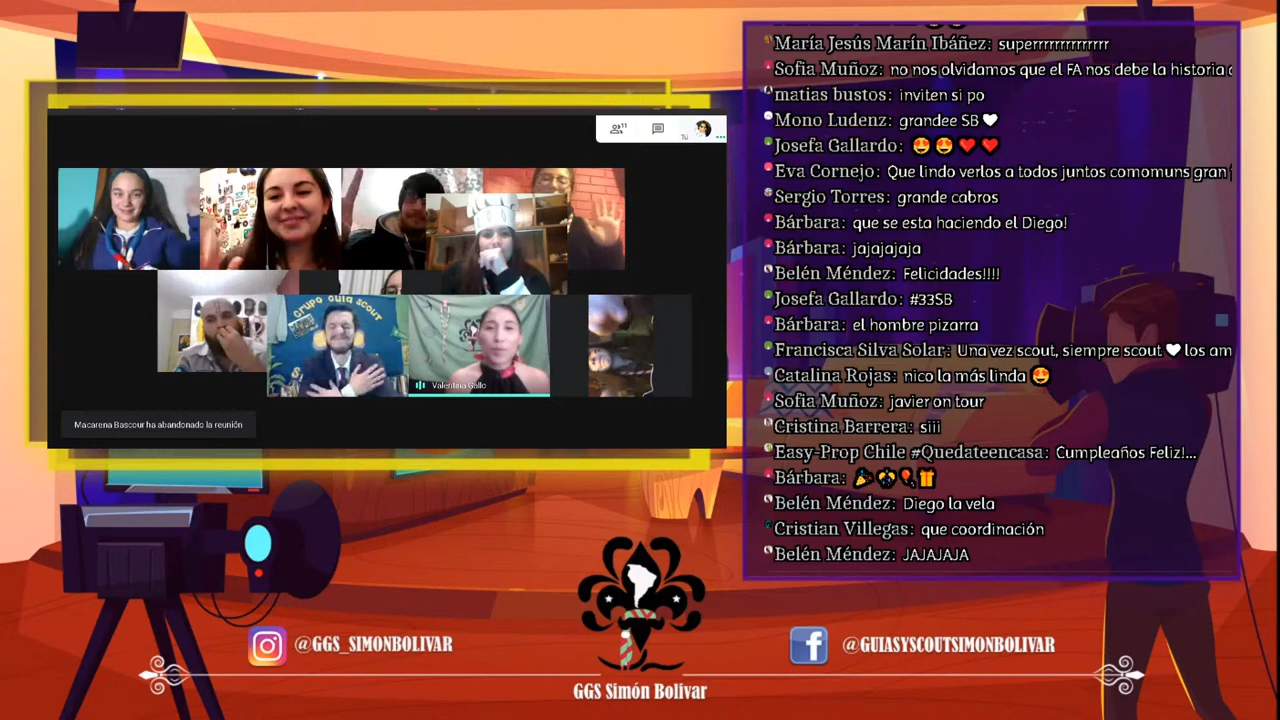 11
Tú
GRUPO GUIA SCOUT
Valentina Gallo
Macarena Bascour ha abandonado la reunión
María Jesús Marín Ibáñez: superrrrrrrrrrrrrr
Sofia Muñoz: no nos olvidamos que el FA nos debe la historia
matias bustos: inviten si po
Mono Ludenz: grandee SB 🤍
Josefa Gallardo: 😍 😍 ❤️ ❤️
Eva Cornejo: Que lindo verlos a todos juntos comomuns gran
Sergio Torres: grande cabros
Bárbara: que se esta haciendo el Diego!
Bárbara: jajajajaja
Belén Méndez: Felicidades!!!!
Josefa Gallardo: #33SB
Bárbara: el hombre pizarra
Francisca Silva Solar: Una vez scout, siempre scout 🤍 los am
Catalina Rojas: nico la más linda 😍
Sofia Muñoz: javier on tour
Cristina Barrera: siii
Easy-Prop Chile #Quedateencasa: Cumpleaños Feliz!...
Bárbara: 🎉 🎊 🎈 🎁
Belén Méndez: Diego la vela
Cristian Villegas: que coordinación
Belén Méndez: JAJAJAJA
@GGS_SIMONBOLIVAR
@GUIASYSCOUTSIMONBOLIVAR
GGS Simón Bolivar